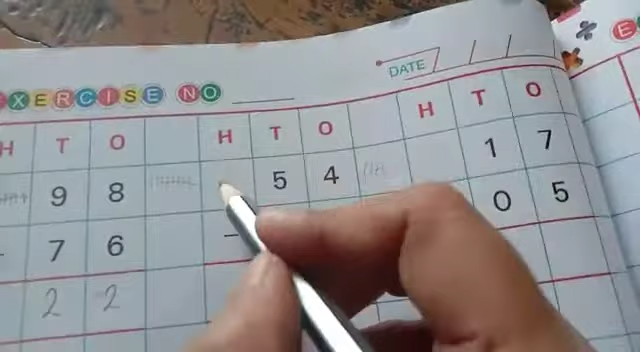 EXERCISE NO
DATE / /
H T O H T O H T O
9 8 5 4 1 7
- 7 6 - 0 5
2 2